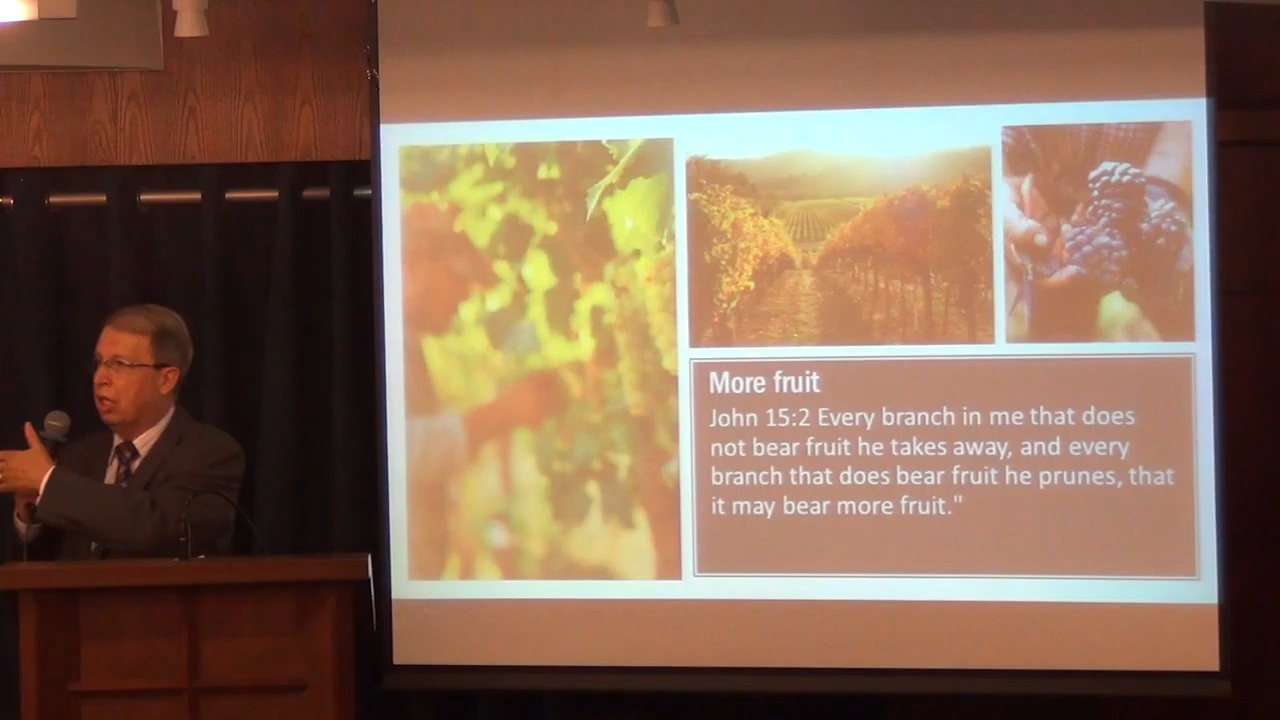 More fruit
John 15:2 Every branch in me that does
not bear fruit he takes away, and every
branch that does bear fruit he prunes, that
it may bear more fruit."